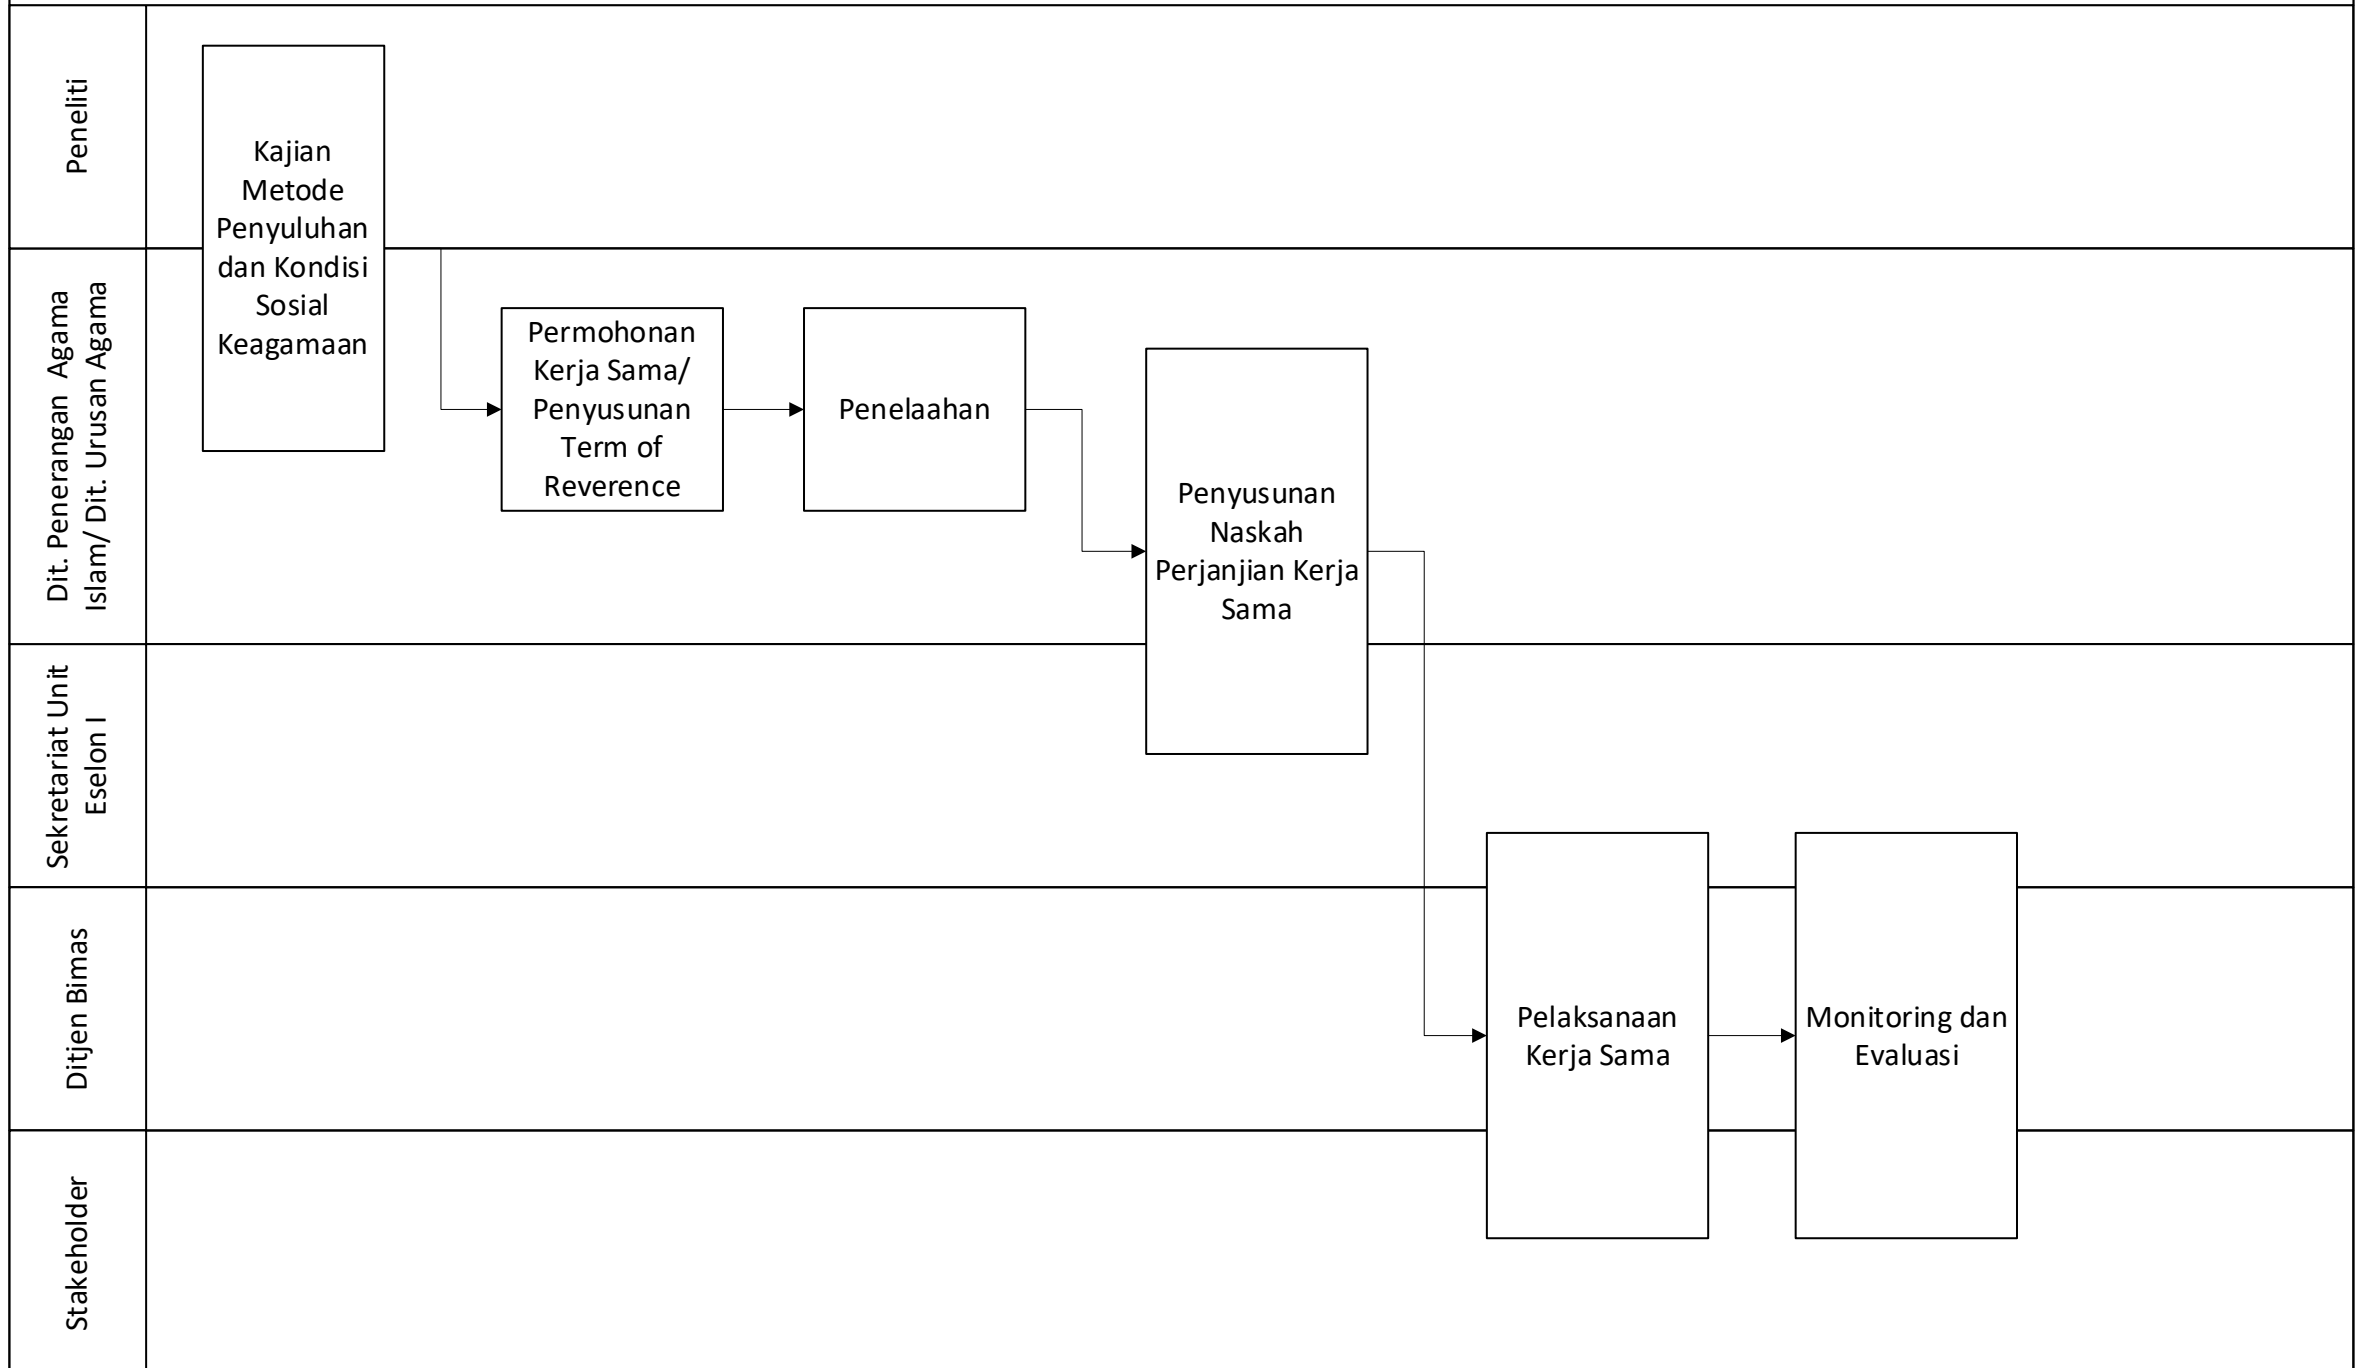 Peneliti
Kajian
Metode
Penyuluhan
dan Kondisi
Sosial
Keagamaan
Dit. Penerangan  Agama
Islam/ Dit. Urusan Agama
Permohonan
Kerja Sama/
Penyusunan
Term of
Reverence
Penelaahan
Penyusunan
Naskah
Perjanjian Kerja
Sama
Sekretariat Unit
Eselon I
Ditjen Bimas
Pelaksanaan
Kerja Sama
Monitoring dan
Evaluasi
Stakeholder